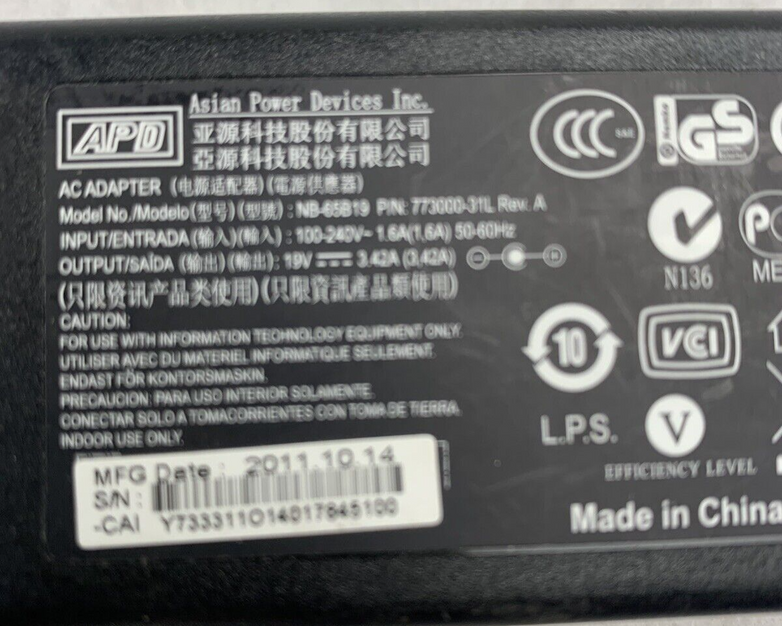 APD
Asian Power Devices Inc.
亚源科技股份有限公司
亞源科技股份有限公司
AC ADAPTER (电源适配器)(電源供應器)
Model No./Modelo(型号)(型號) : NB-65B19 P/N: 773000-31L Rev. A
INPUT/ENTRADA (输入)(輸入) : 100-240V~ 1.6A(1,6A) 50-60Hz
OUTPUT/SAÍDA (输出)(輸出): 19V 3.42A (3,42A)
(只限资讯产品类使用)(只限資訊產品類使用)
CAUTION:
FOR USE WITH INFORMATION TECHNOLOGY EQUIPMENT ONLY.
UTILISER AVEC DU MATERIEL INFORMATIQUE SEULEMENT.
ENDAST FÖR KONTORSMASKIN.
PRECAUCION: PARA USO INTERIOR SOLAMENTE.
CONECTAR SOLO A TOMACORRIENTES CON TOMA DE TIERRA.
INDOOR USE ONLY.
MFG Date : 2011.10.14
S/N :
-CAI Y733311O14017845100
CCC S&E
GS
N136
10
VCI
L.P.S.
V
EFFICIENCY LEVEL
Made in China